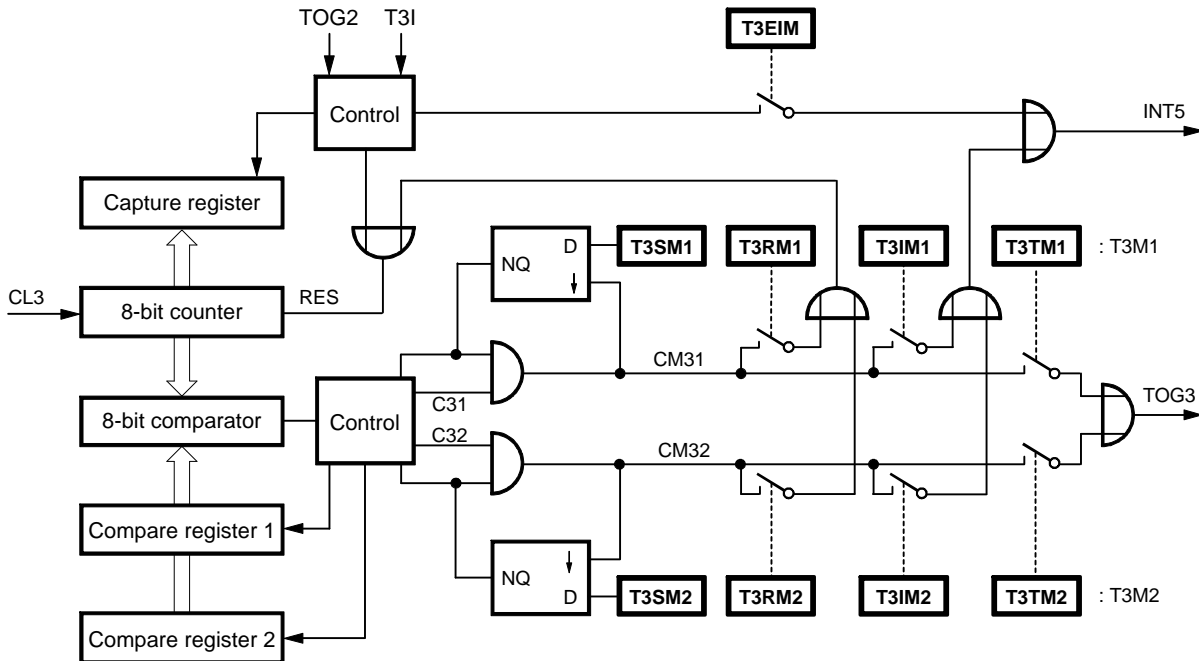 TOG2 T3I
T3EIM
Control
INT5
Capture register
D T3SM1 T3RM1 T3IM1 T3TM1 : T3M1
NQ
CL3 8-bit counter RES
CM31
C31
8-bit comparator Control TOG3
C32
CM32
Compare register 1
NQ
D T3SM2 T3RM2 T3IM2 T3TM2 : T3M2
Compare register 2